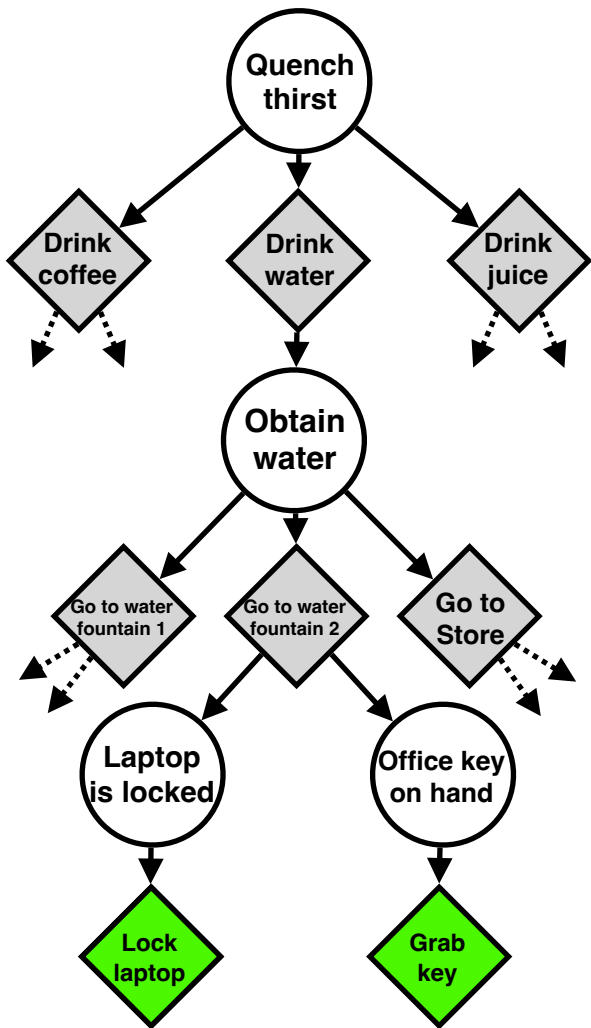 Quench
thirst
Drink
coffee
Drink
water
Drink
juice
Obtain
water
Go to water
fountain 1
Go to water
fountain 2
Go to
Store
Laptop
is locked
Office key
on hand
Lock
laptop
Grab
key